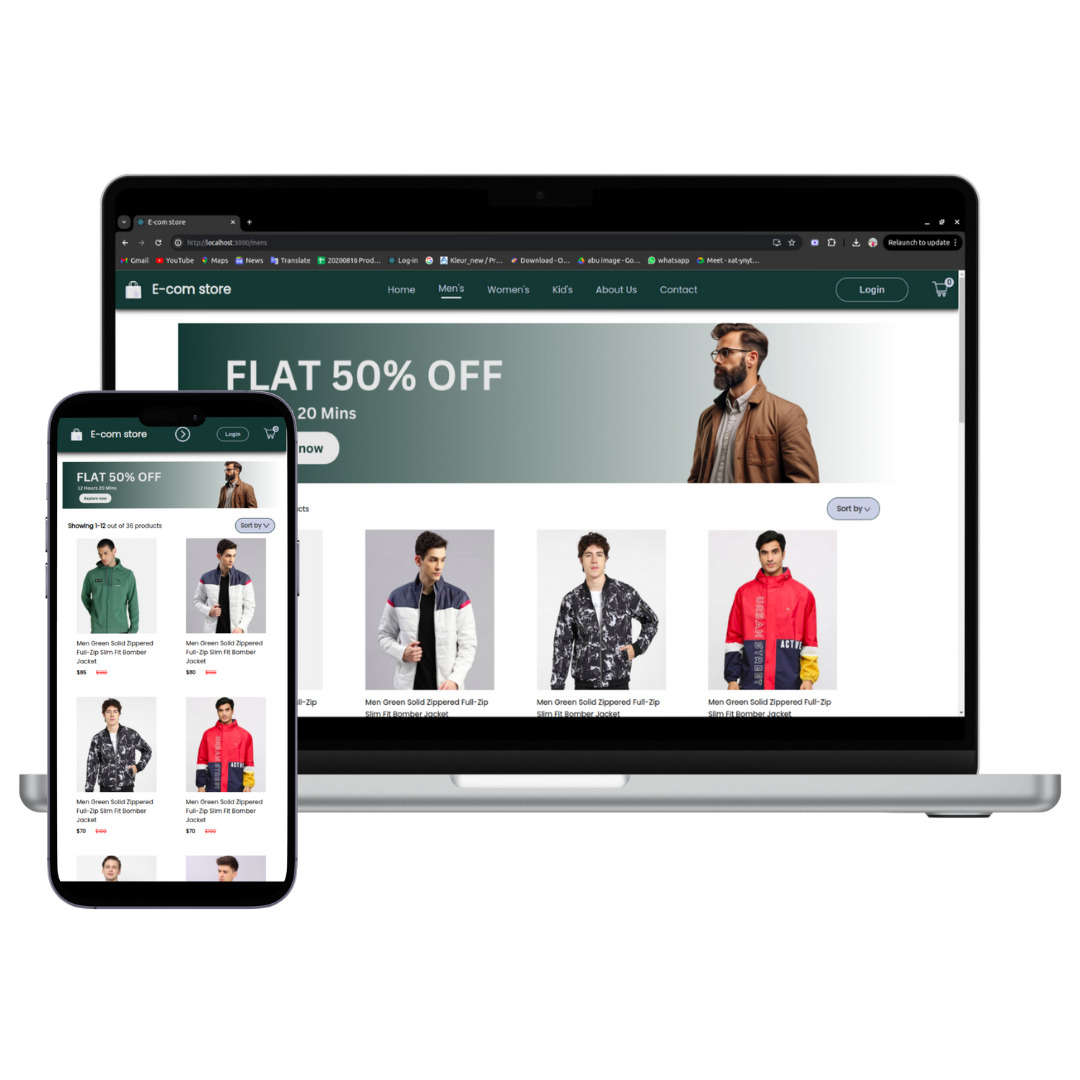 E-com store
http://localhost:3000/mens
Relaunch to update
Gmail YouTube Maps News Translate 20200816 Prod... Log-in Kleur_new / Pr... Download - O... abu image - Go... whatsapp Meet - xat-ynyt...
E-com store Home Men's Women's Kid's About Us Contact Login 0
FLAT 50% OFF
20 Mins
now
cts Sort by
ll-Zip
Men Green Solid Zippered Full-Zip
Slim Fit Bomber Jacket
Men Green Solid Zippered Full-Zip
Slim Fit Bomber Jacket
URBAN STREET
ACTVE
Men Green Solid Zippered Full-Zip
Slim Fit Bomber Jacket
E-com store Login 0
FLAT 50% OFF
12 Hours 20 Mins
Explore now
Showing 1-12 out of 36 products Sort by
Men Green Solid Zippered
Full-Zip Slim Fit Bomber
Jacket
$85 $100
Men Green Solid Zippered
Full-Zip Slim Fit Bomber
Jacket
$80 $100
Men Green Solid Zippered
Full-Zip Slim Fit Bomber
Jacket
$70 $100
URBAN STREET
ACTVE
Men Green Solid Zippered
Full-Zip Slim Fit Bomber
Jacket
$70 $100